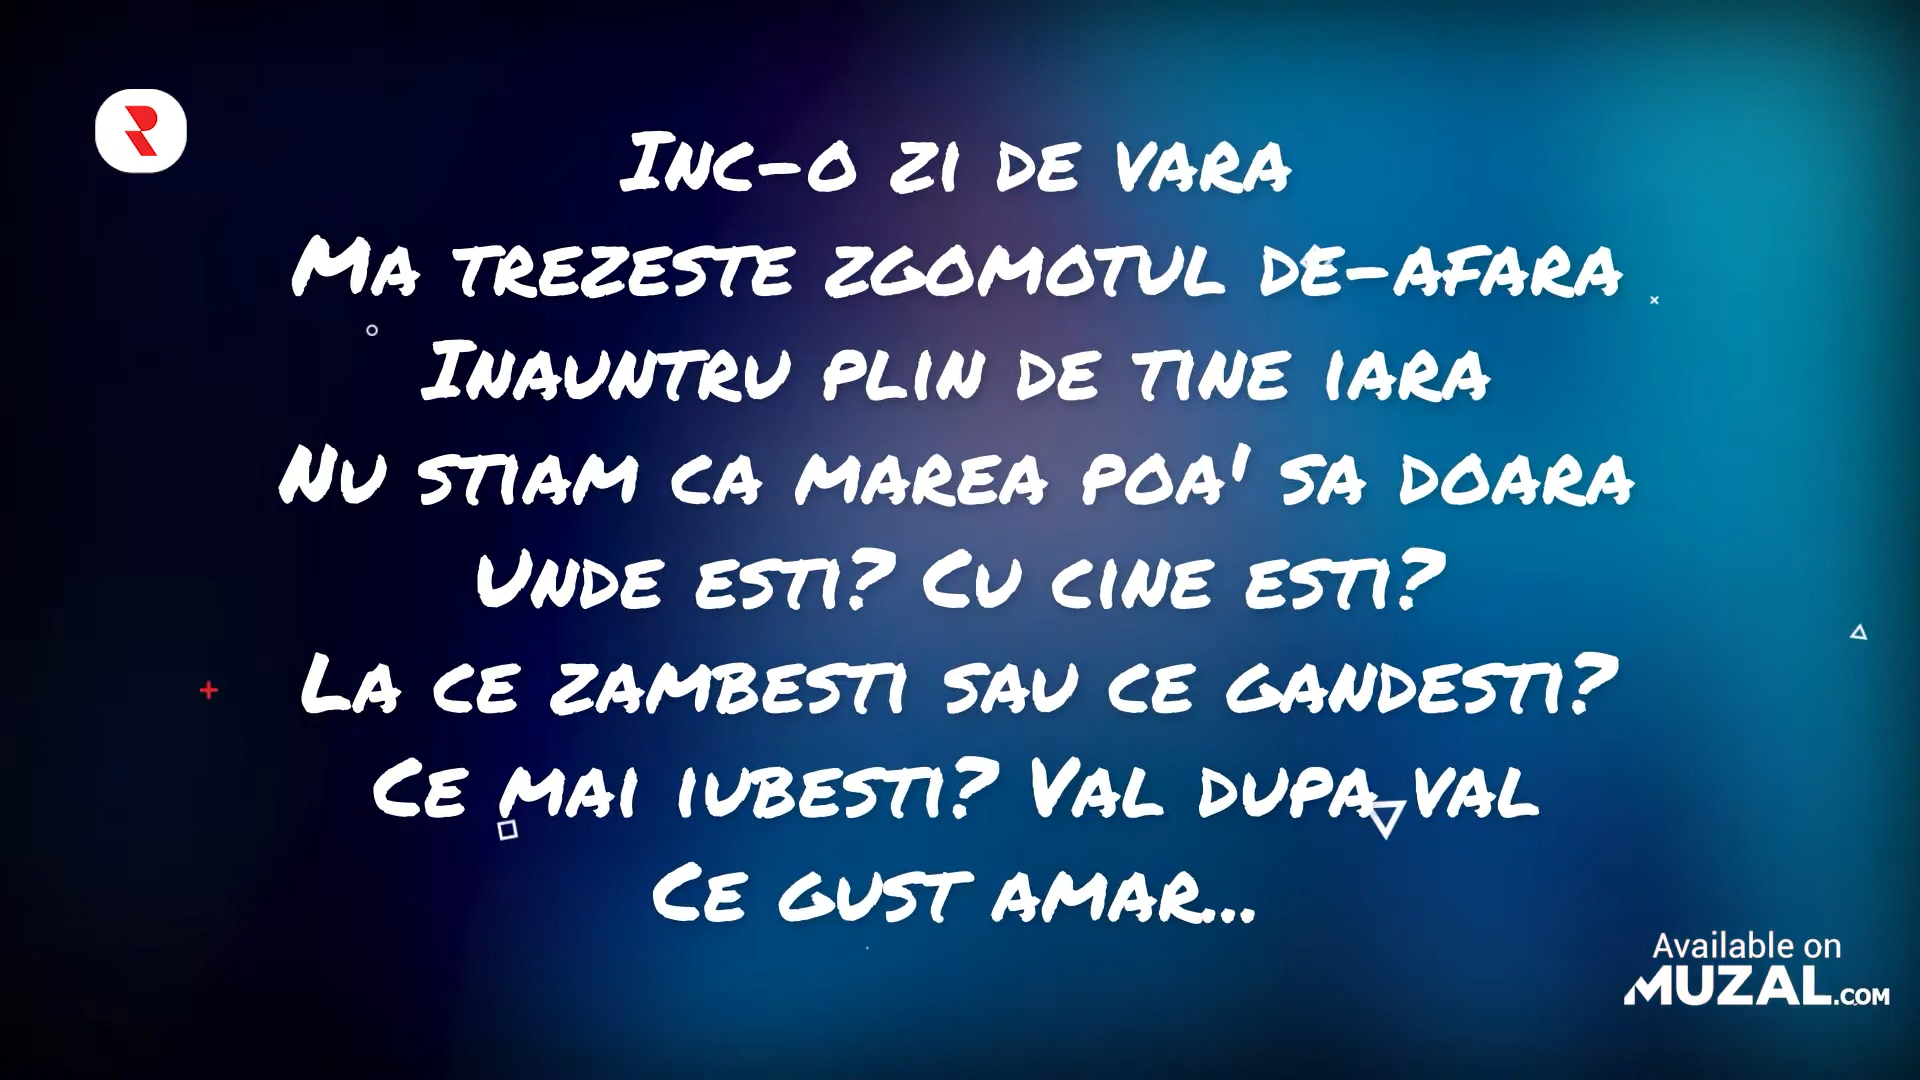 Inc-o zi de vara
Ma trezeste zgomotul de-afara
Inauntru plin de tine iara
Nu stiam ca marea poa' sa doara
Unde esti? Cu cine esti?
La ce zambesti sau ce gandesti?
Ce mai iubesti? Val dupa val
Ce gust amar...
Available on
MUZAL.COM